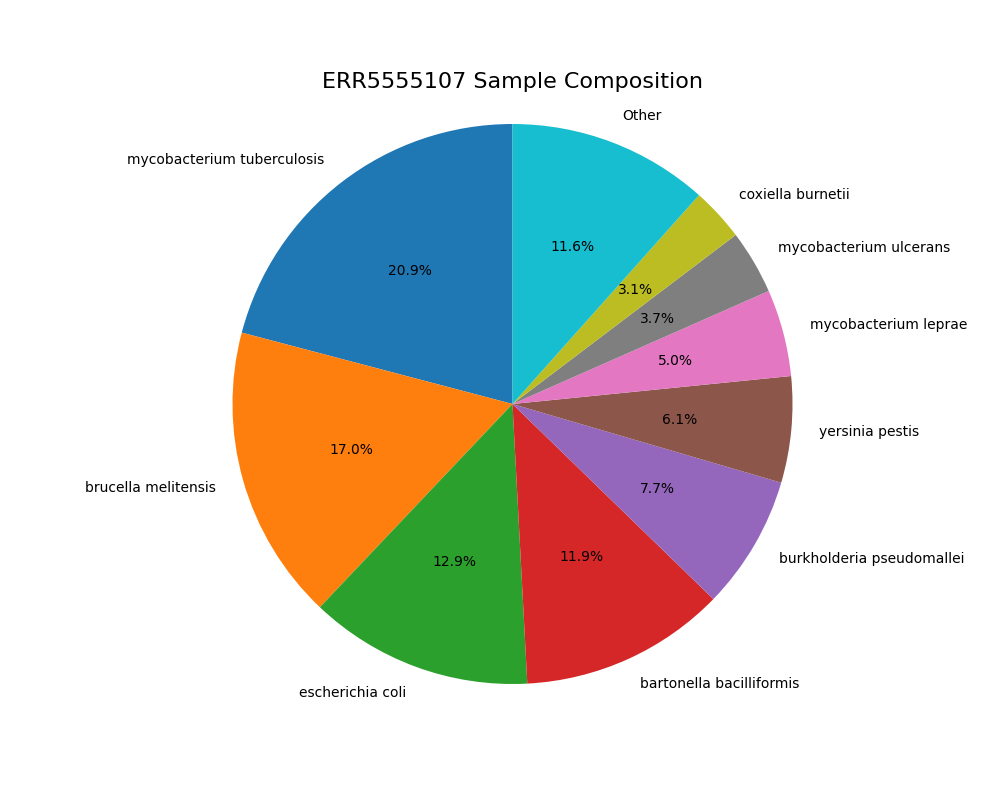 ERR5555107 Sample Composition
Other
mycobacterium tuberculosis
coxiella burnetii
mycobacterium ulcerans
11.6%
20.9%
3.1%
3.7%
mycobacterium leprae
5.0%
6.1%
yersinia pestis
17.0%
brucella melitensis
7.7%
12.9%
11.9%
burkholderia pseudomallei
bartonella bacilliformis
escherichia coli